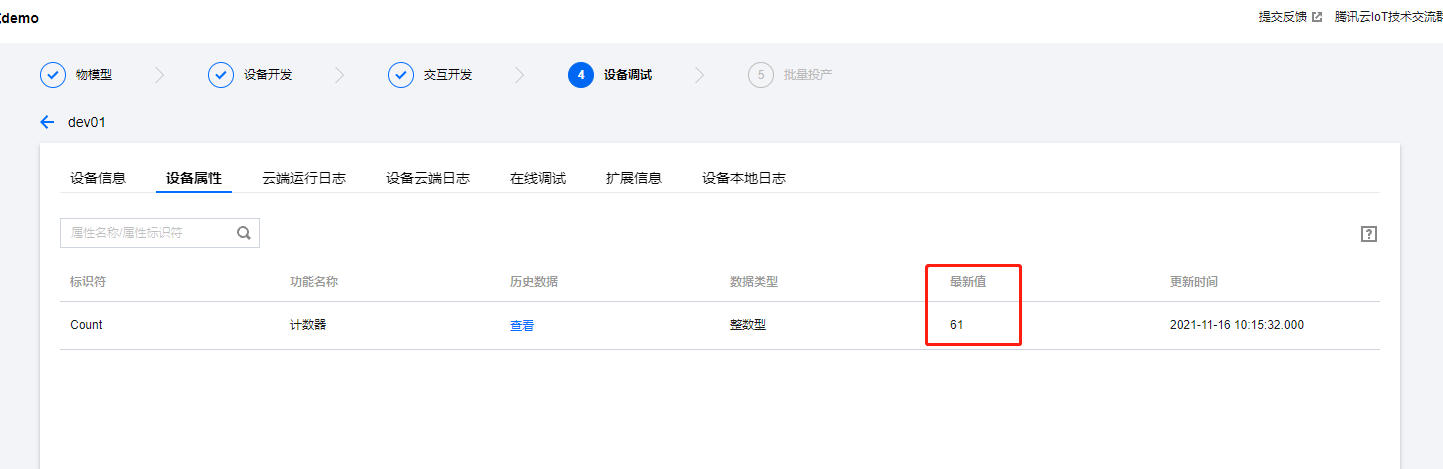 demo
提交反馈 腾讯云IoT技术交流群
物模型 设备开发 交互开发 4 设备调试 5 批量投产
dev01
设备信息 设备属性 云端运行日志 设备云端日志 在线调试 扩展信息 设备本地日志
属性名称/属性标识符
标识符 功能名称 历史数据 数据类型 最新值 更新时间
Count 计数器 查看 整数型 61 2021-11-16 10:15:32.000